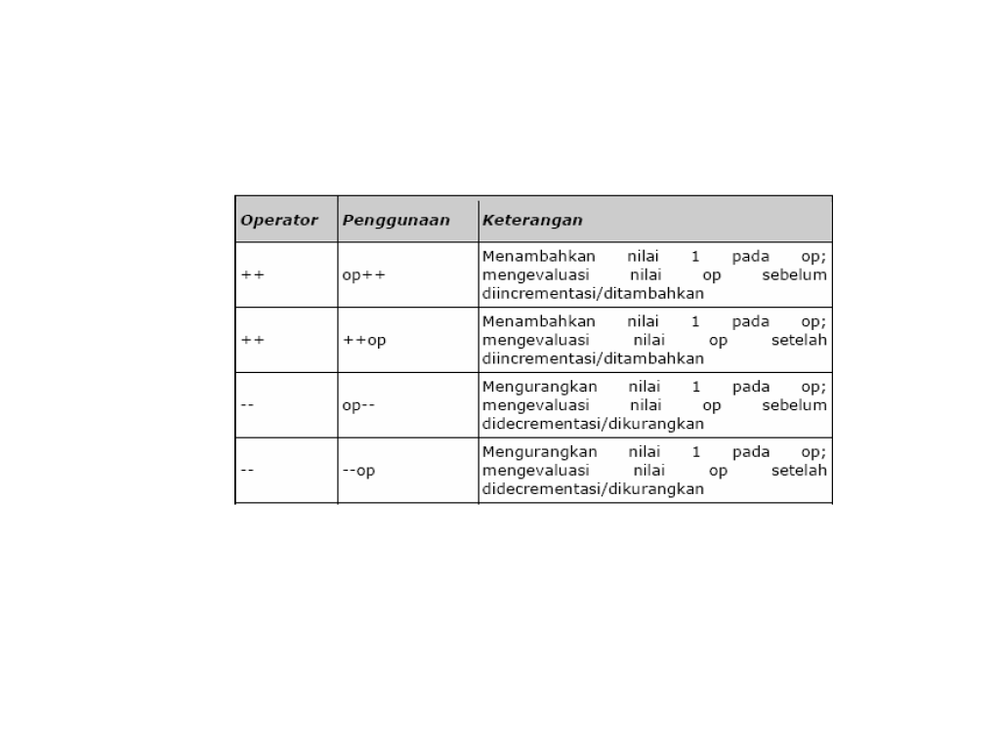 Operator Penggunaan Keterangan
++ op++ Menambahkan nilai 1 pada op;
mengevaluasi nilai op sebelum
diincrementasi/ditambahkan
++ ++op Menambahkan nilai 1 pada op;
mengevaluasi nilai op setelah
diincrementasi/ditambahkan
-- op-- Mengurangkan nilai 1 pada op;
mengevaluasi nilai op sebelum
didecrementasi/dikurangkan
-- --op Mengurangkan nilai 1 pada op;
mengevaluasi nilai op setelah
didecrementasi/dikurangkan